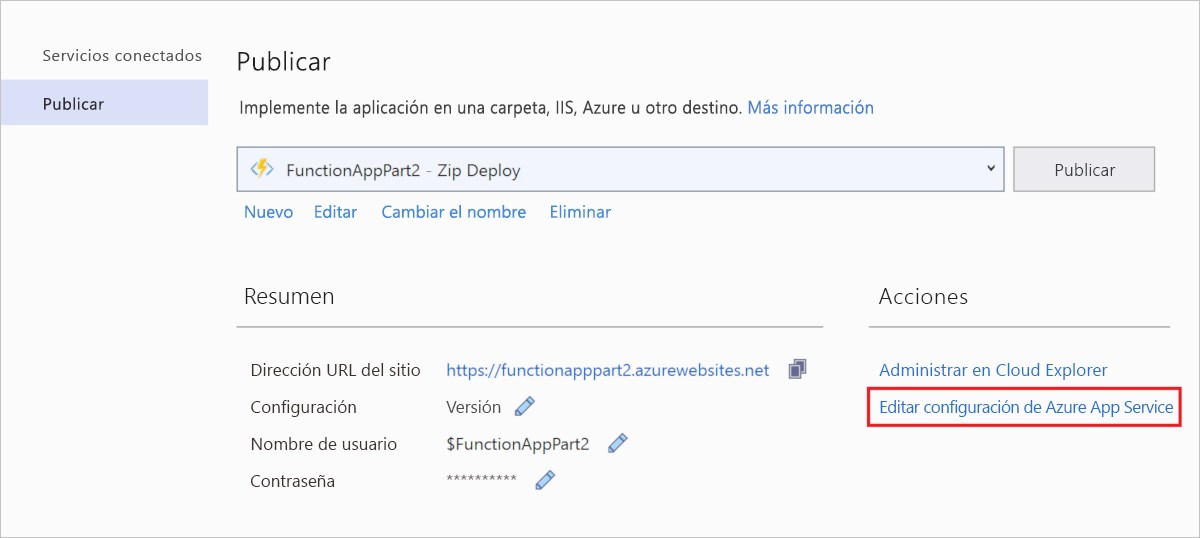 Servicios conectados
Publicar
Publicar
Implemente la aplicación en una carpeta, IIS, Azure u otro destino. Más información
FunctionAppPart2 - Zip Deploy
Publicar
Nuevo Editar Cambiar el nombre Eliminar
Resumen
Dirección URL del sitio https://functionapppart2.azurewebsites.net
Configuración Versión
Nombre de usuario $FunctionAppPart2
Contraseña **********
Acciones
Administrar en Cloud Explorer
Editar configuración de Azure App Service